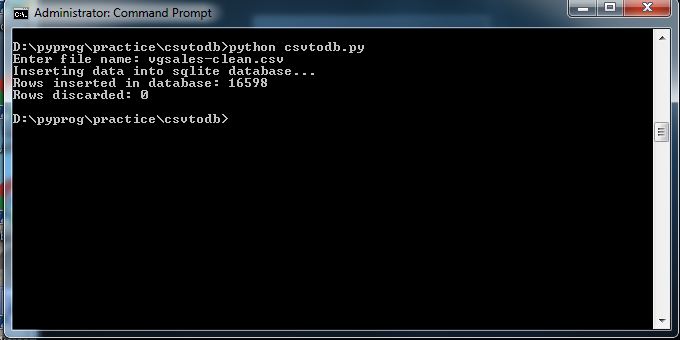 Administrator: Command Prompt
D:\pyprog\practice\csvtodb>python csvtodb.py
Enter file name: vgsales-clean.csv
Inserting data into sqlite database...
Rows inserted in database: 16598
Rows discarded: 0
D:\pyprog\practice\csvtodb>